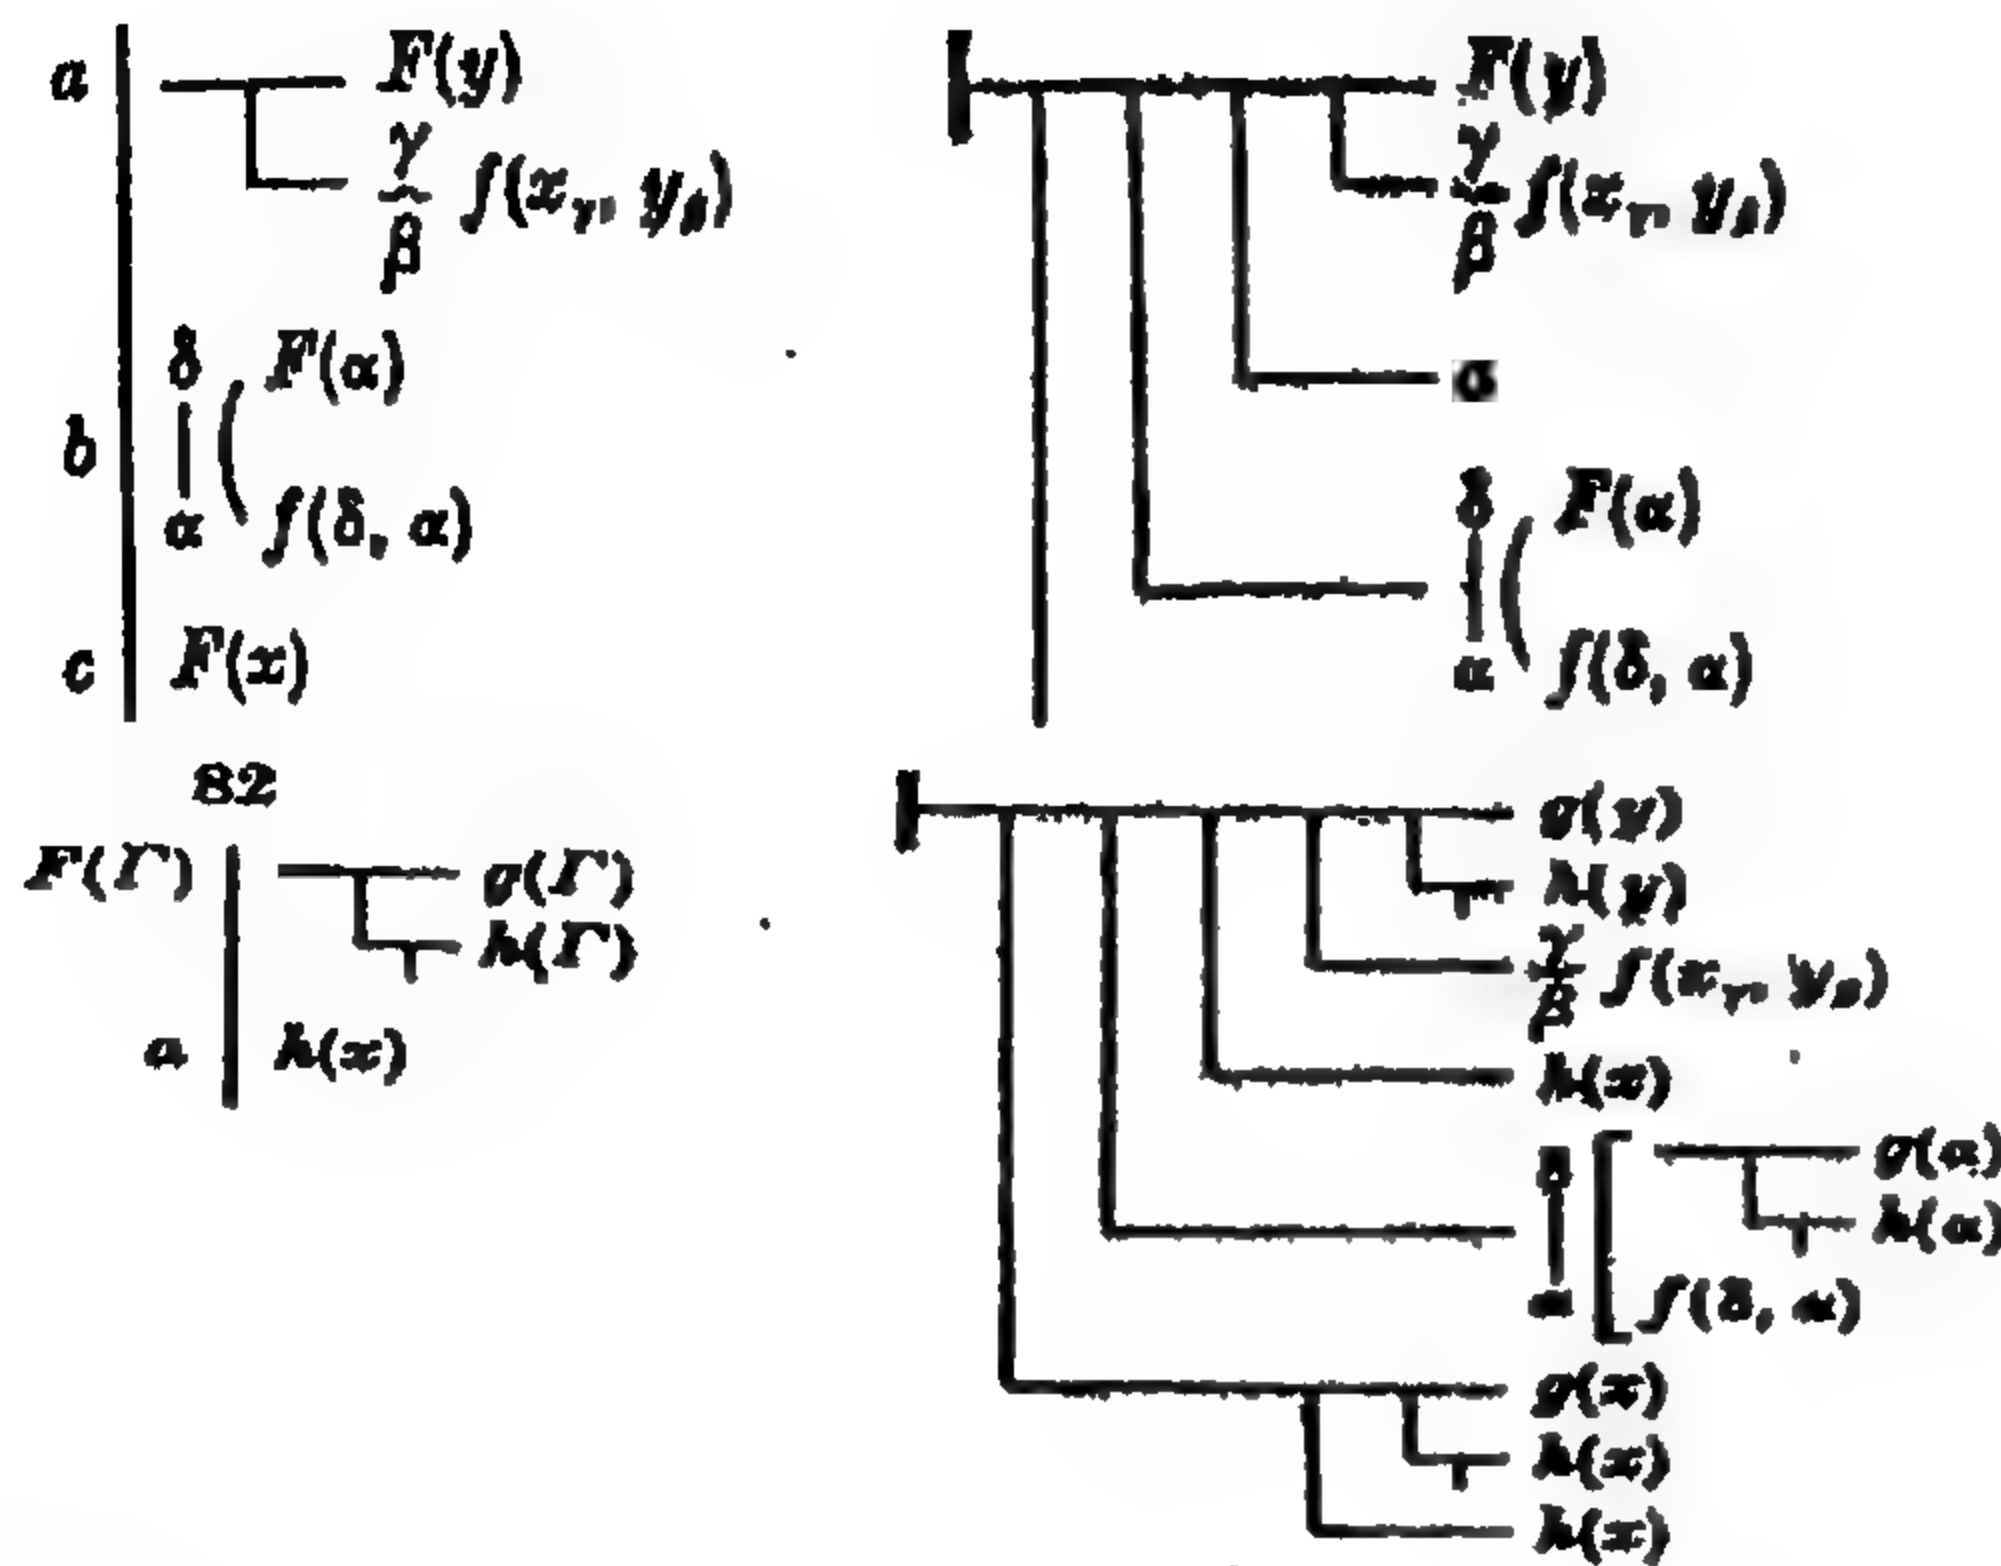 a F(y)
γ
β f(x_γ, y_β)
δ F(α)
b
α f(δ, α)
c F(x)
F(y)
γ
β f(x_γ, y_β)
a
δ F(α)
α f(δ, α)
82
F(Γ) g(Γ)
h(Γ)
a h(x)
g(y)
h(y)
γ
β f(x_γ, y_β)
h(x)
δ g(α)
h(α)
α f(δ, α)
g(x)
h(x)
h(x)